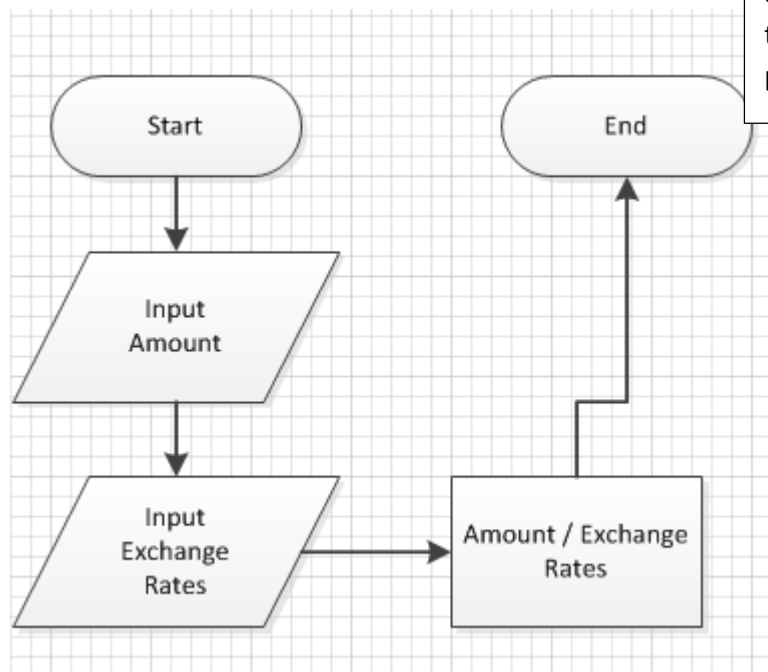 Start
Input
Amount
Input
Exchange
Rates
Amount / Exchange
Rates
End